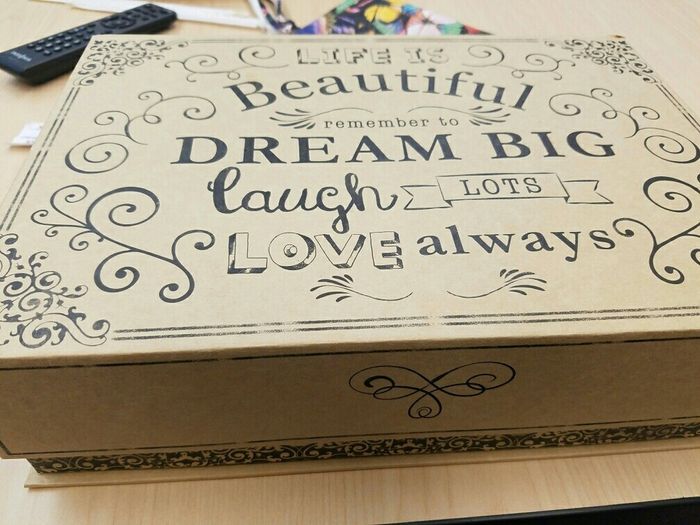 LIFE IS
Beautiful
remember to
DREAM BIG
laugh LOTS
LOVE always